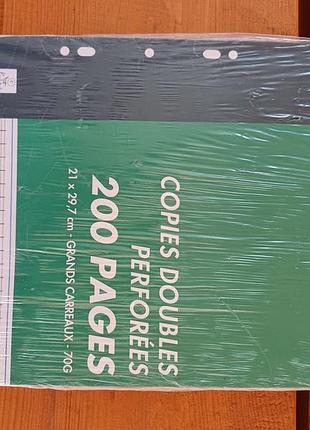 COPIES DOUBLES
PERFORÉES
200 PAGES
21 x 29,7 cm - GRANDS CARREAUX - 70G